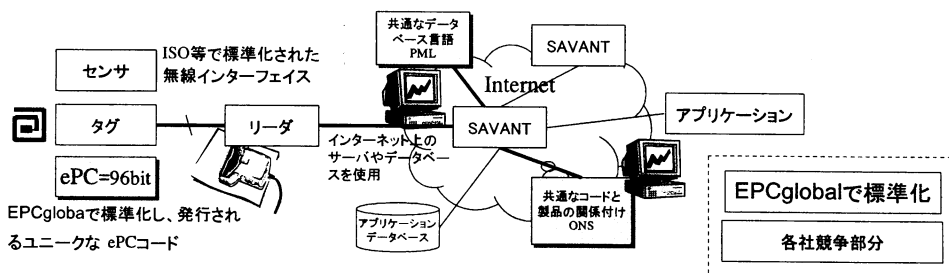 センサ
ISO等で標準化された
無線インターフェイス
タグ
リーダ
ePC=96bit
EPCglobaで標準化し、発行され
るユニークな ePCコード
共通なデータ
ベース言語
PML
SAVANT
Internet
SAVANT
アプリケーション
インターネット上の
サーバやデータベー
スを使用
アプリケーション
データベース
共通なコードと
製品の関係付け
ONS
EPCglobalで標準化
各社競争部分